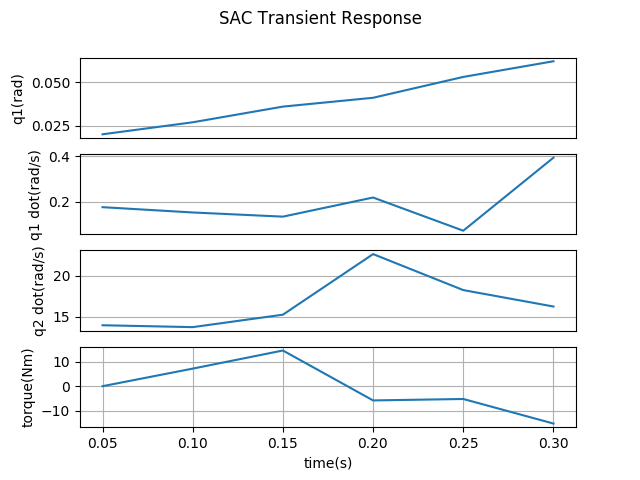 SAC Transient Response
0.050
0.025
q1(rad)
0.4
0.2
q1 dot(rad/s)
20
15
q2 dot(rad/s)
10
0
−10
torque(Nm)
0.05 0.10 0.15 0.20 0.25 0.30
time(s)